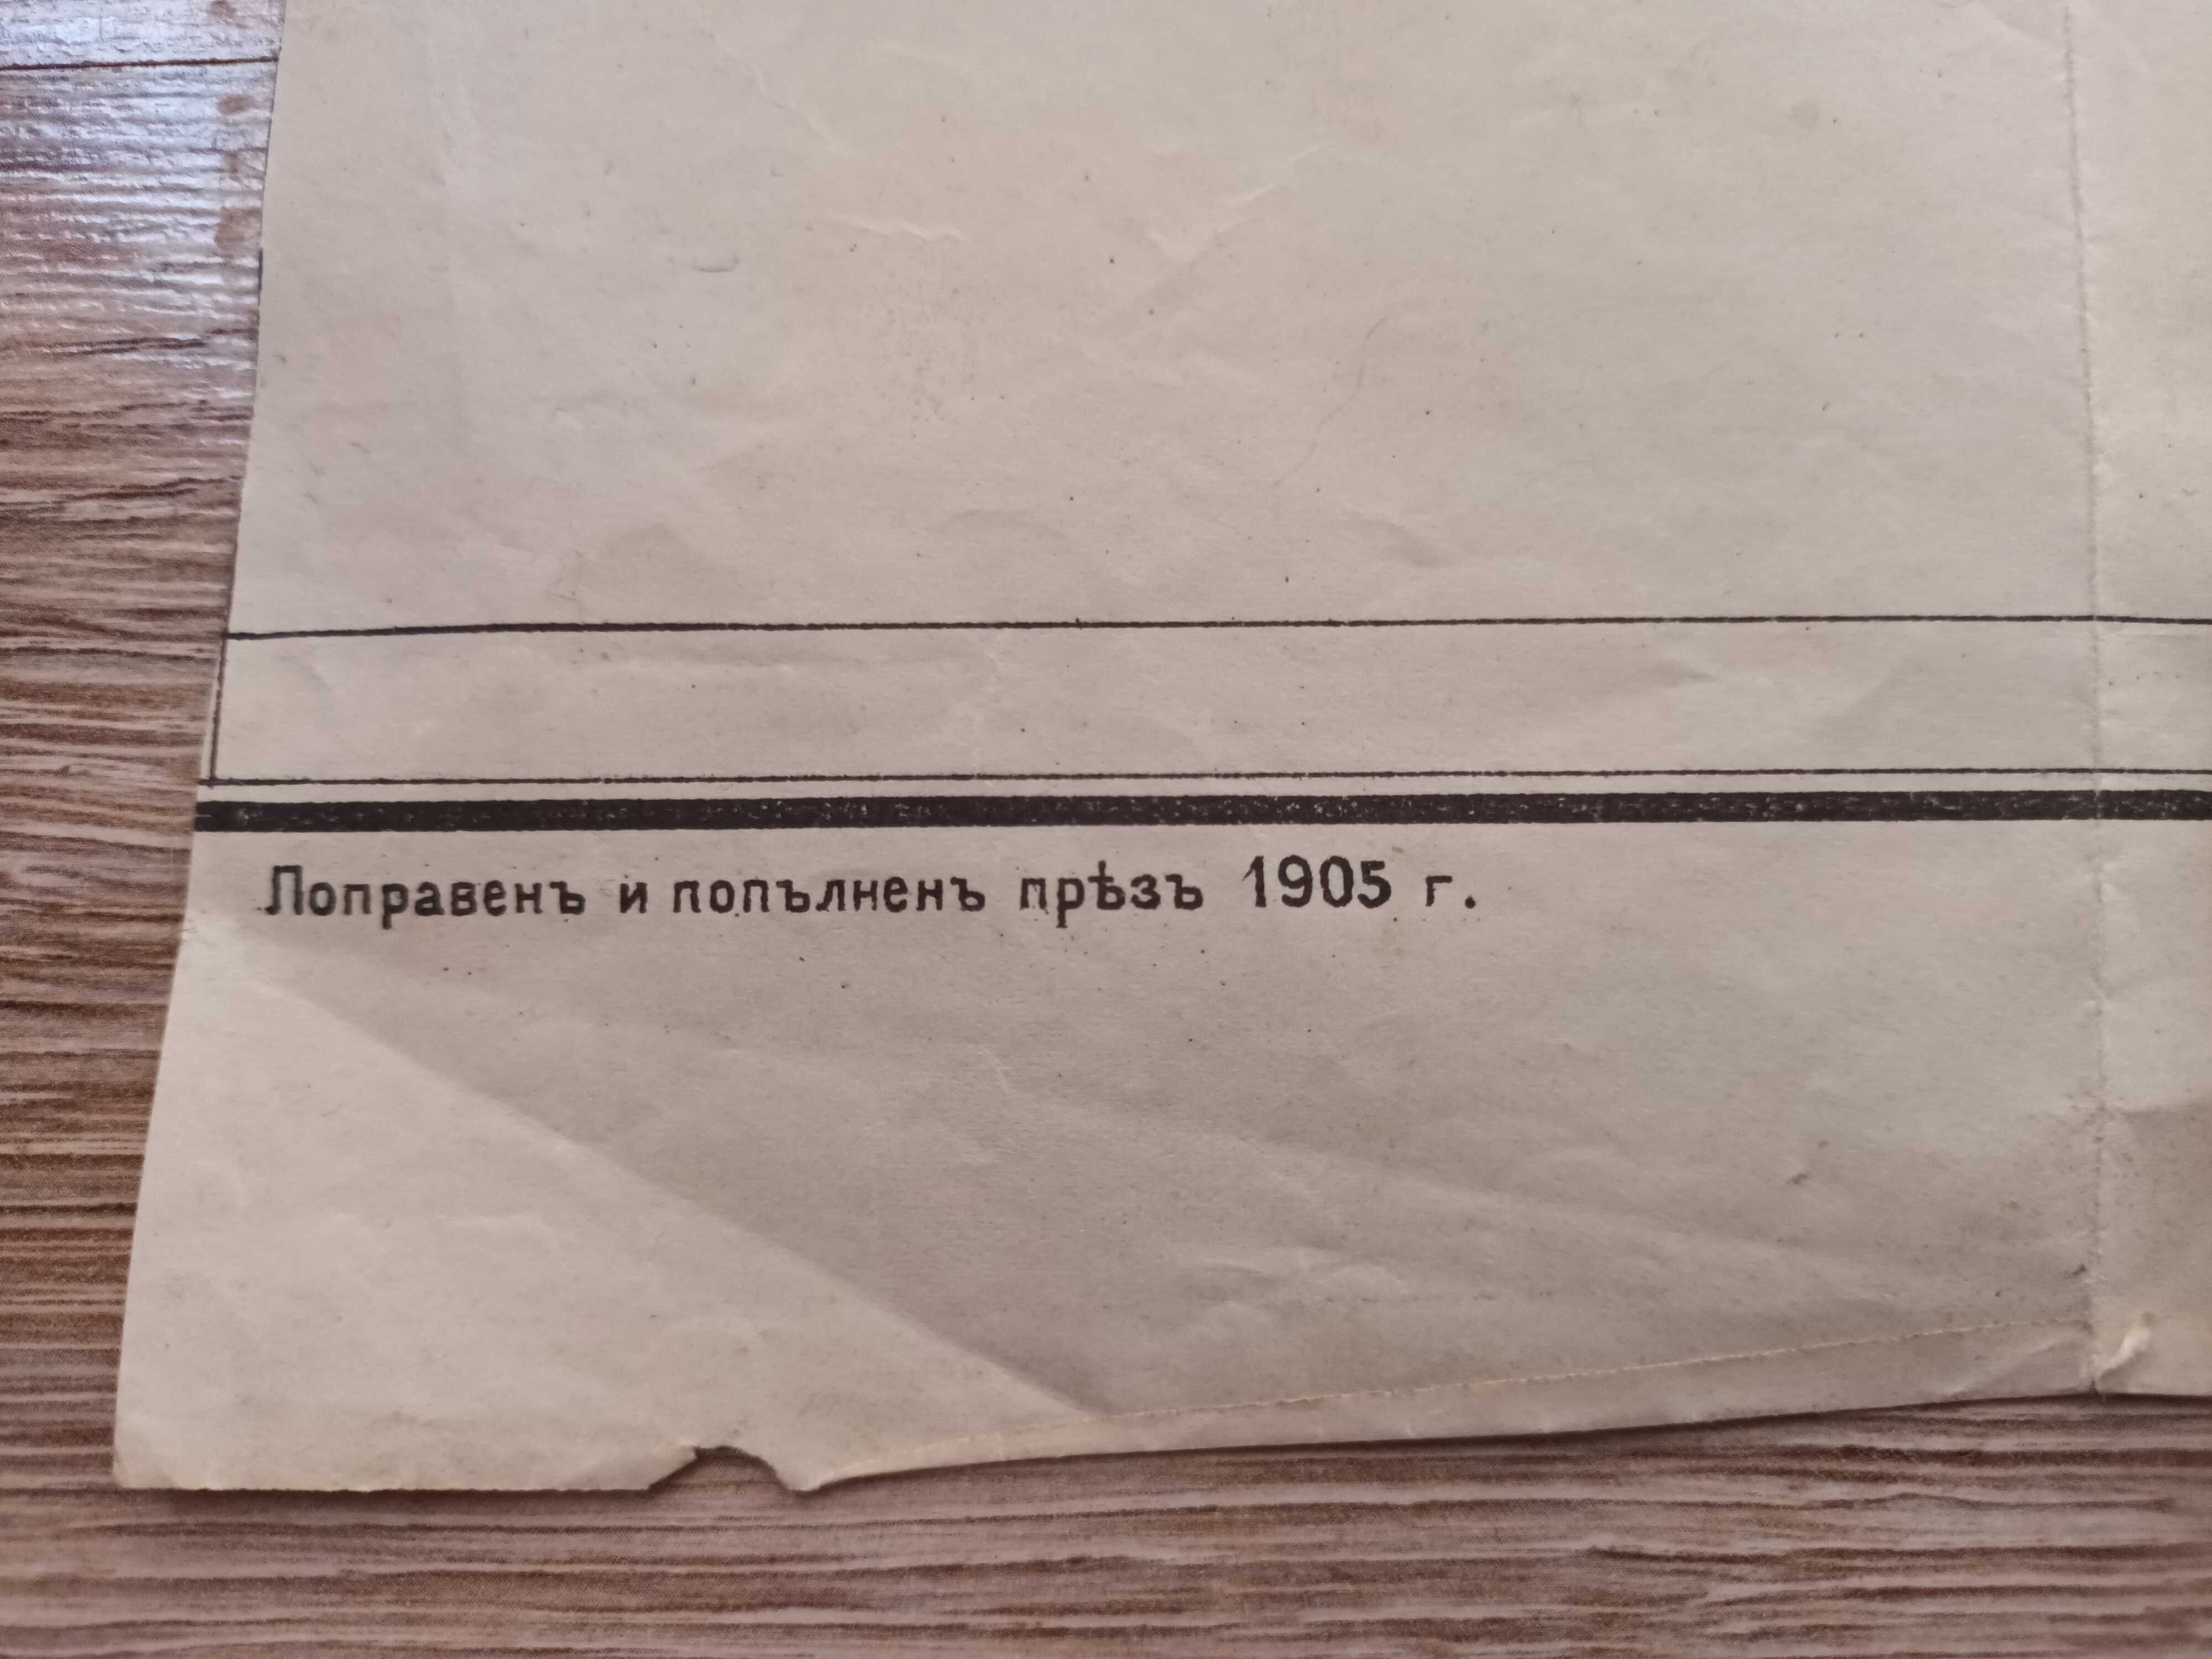 Поправенъ и попълненъ прѣзъ 1905 г.